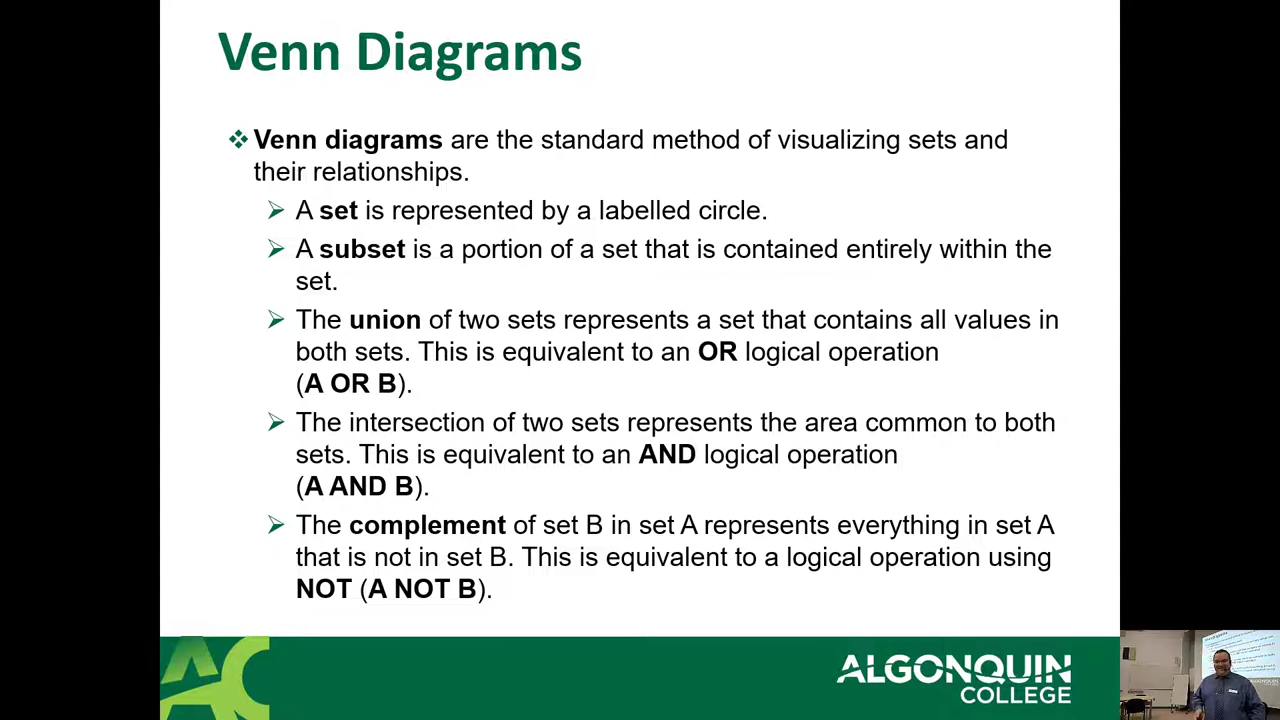 Venn Diagrams
Venn diagrams are the standard method of visualizing sets and
their relationships.
A set is represented by a labelled circle.
A subset is a portion of a set that is contained entirely within the
set.
The union of two sets represents a set that contains all values in
both sets. This is equivalent to an OR logical operation
(A OR B).
The intersection of two sets represents the area common to both
sets. This is equivalent to an AND logical operation
(A AND B).
The complement of set B in set A represents everything in set A
that is not in set B. This is equivalent to a logical operation using
NOT (A NOT B).
AC
ALGONQUIN
COLLEGE